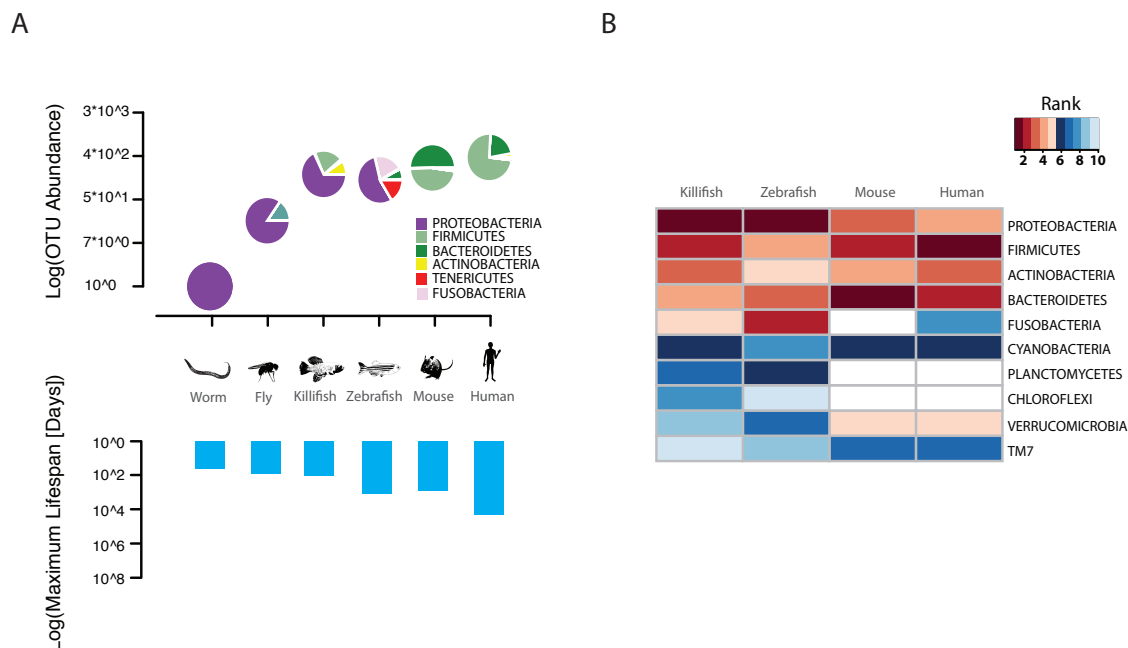 A
B
Log(OTU Abundance)
3*10^3
4*10^2
5*10^1
7*10^0
10^0
PROTEOBACTERIA
FIRMICUTES
BACTEROIDETES
ACTINOBACTERIA
TENERICUTES
FUSOBACTERIA
Worm Fly Killifish Zebrafish Mouse Human
Log(Maximum Lifespan [Days]
10^0
10^2
10^4
10^6
10^8
Rank
2 4 6 8 10
Killifish Zebrafish Mouse Human
PROTEOBACTERIA
FIRMICUTES
ACTINOBACTERIA
BACTEROIDETES
FUSOBACTERIA
CYANOBACTERIA
PLANCTOMYCETES
CHLOROFLEXI
VERRUCOMICROBIA
TM7